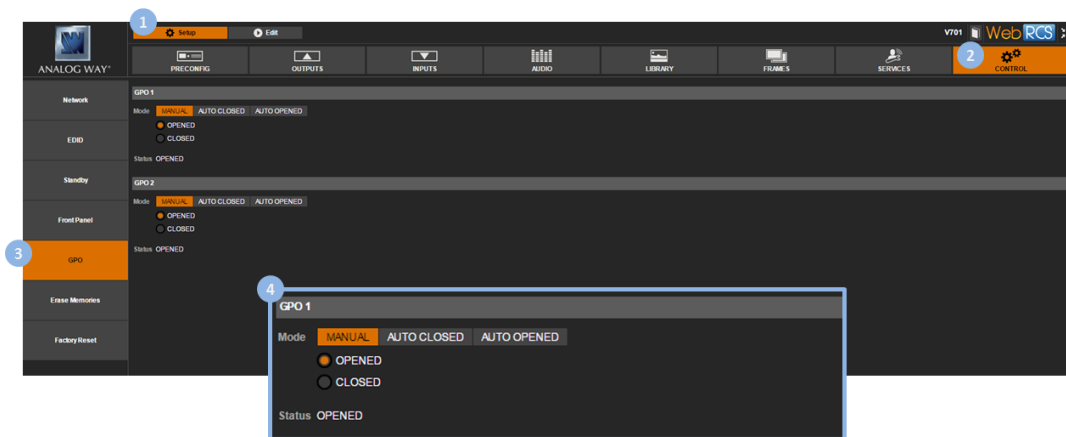 1
Setup
Edit
V701
Web RCS
ANALOG WAY®
PRECONFIG
OUTPUTS
INPUTS
AUDIO
LIBRARY
FRAMES
SERVICES
2
CONTROL
Network
EDID
Standby
Front Panel
3
GPO
Erase Memories
Factory Reset
GPO 1
Mode MANUAL AUTO CLOSED AUTO OPENED
OPENED
CLOSED
Status OPENED
GPO 2
Mode MANUAL AUTO CLOSED AUTO OPENED
OPENED
CLOSED
Status OPENED
4
GPO 1
Mode MANUAL AUTO CLOSED AUTO OPENED
OPENED
CLOSED
Status OPENED